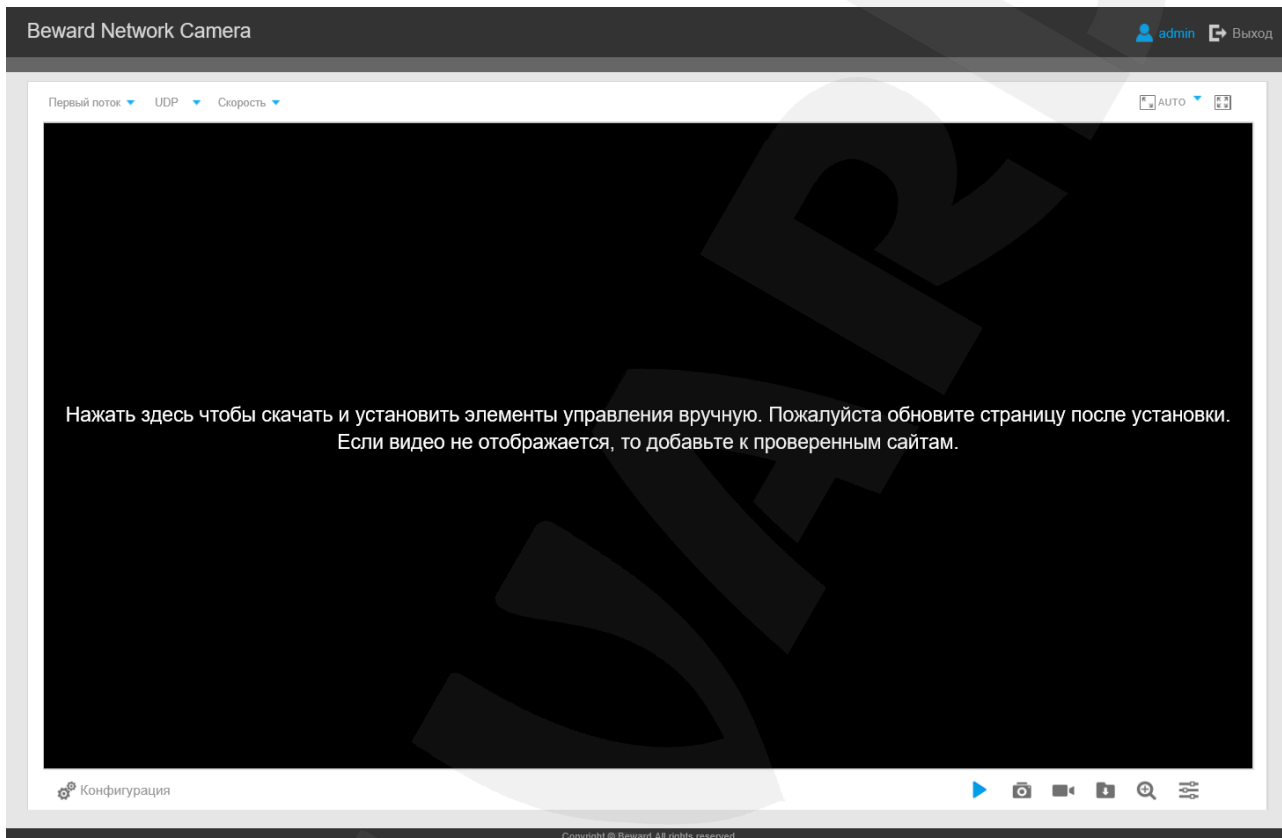 Beward Network Camera
admin Выход
Первый поток UDP Скорость AUTO
Нажать здесь чтобы скачать и установить элементы управления вручную. Пожалуйста обновите страницу после установки.
Если видео не отображается, то добавьте к проверенным сайтам.
Конфигурация
Copyright © Beward All rights reserved